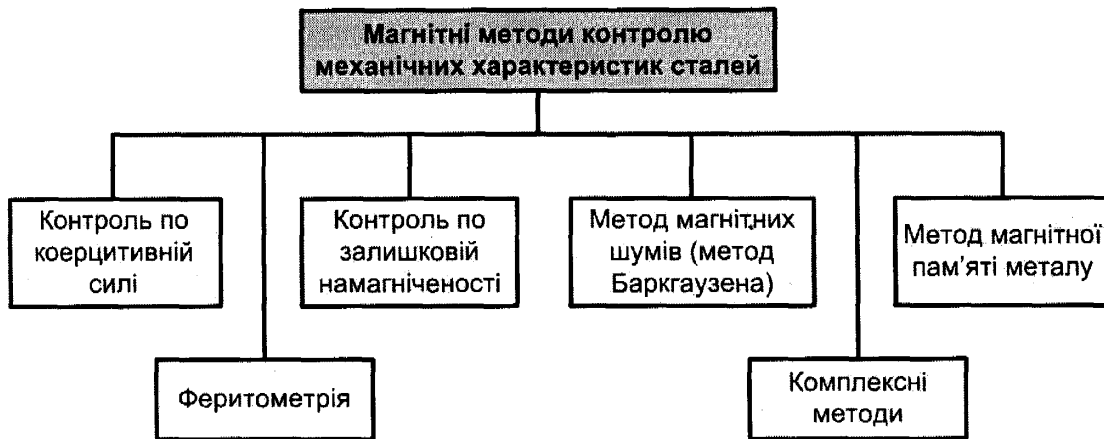 Магнітні методи контролю
механічних характеристик сталей
Контроль по
коерцитивній
силі
Контроль по
залишковій
намагніченості
Метод магнітних
шумів (метод
Баркгаузена)
Метод магнітної
пам’яті металу
Феритометрія
Комплексні
методи